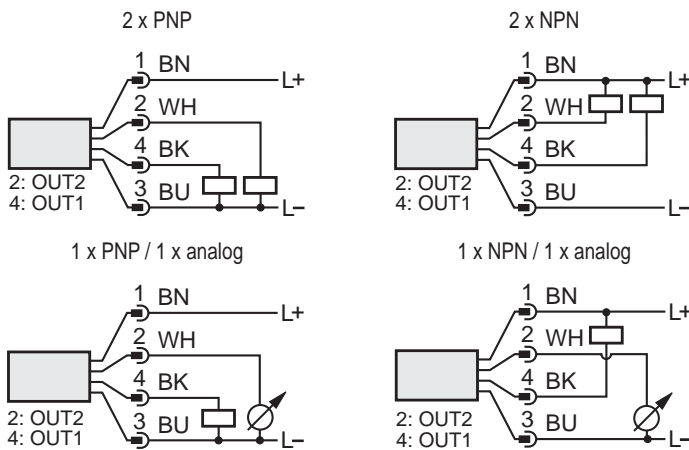 2 x PNP
1 BN L+
2 WH
4 BK
3 BU L–
2: OUT2
4: OUT1
2 x NPN
1 BN L+
2 WH
4 BK
3 BU L–
2: OUT2
4: OUT1
1 x PNP / 1 x analog
1 BN L+
2 WH
4 BK
3 BU L–
2: OUT2
4: OUT1
1 x NPN / 1 x analog
1 BN L+
2 WH
4 BK
3 BU L–
2: OUT2
4: OUT1